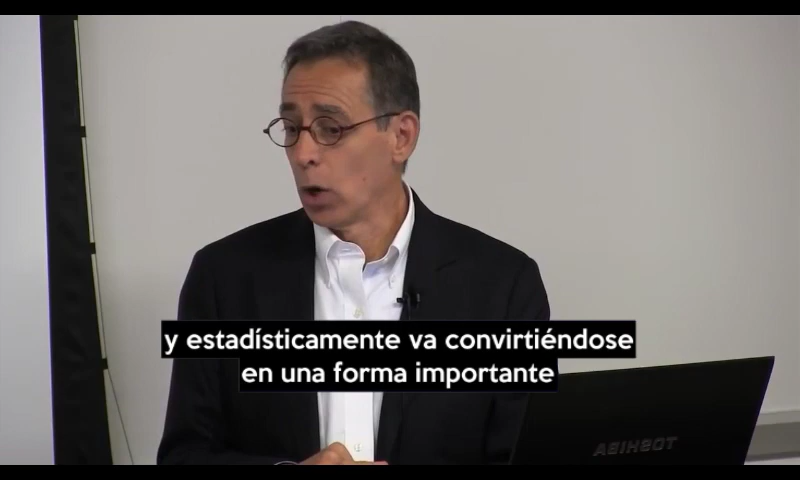 y estadísticamente va convirtiéndose
en una forma importante
TOSHIBA